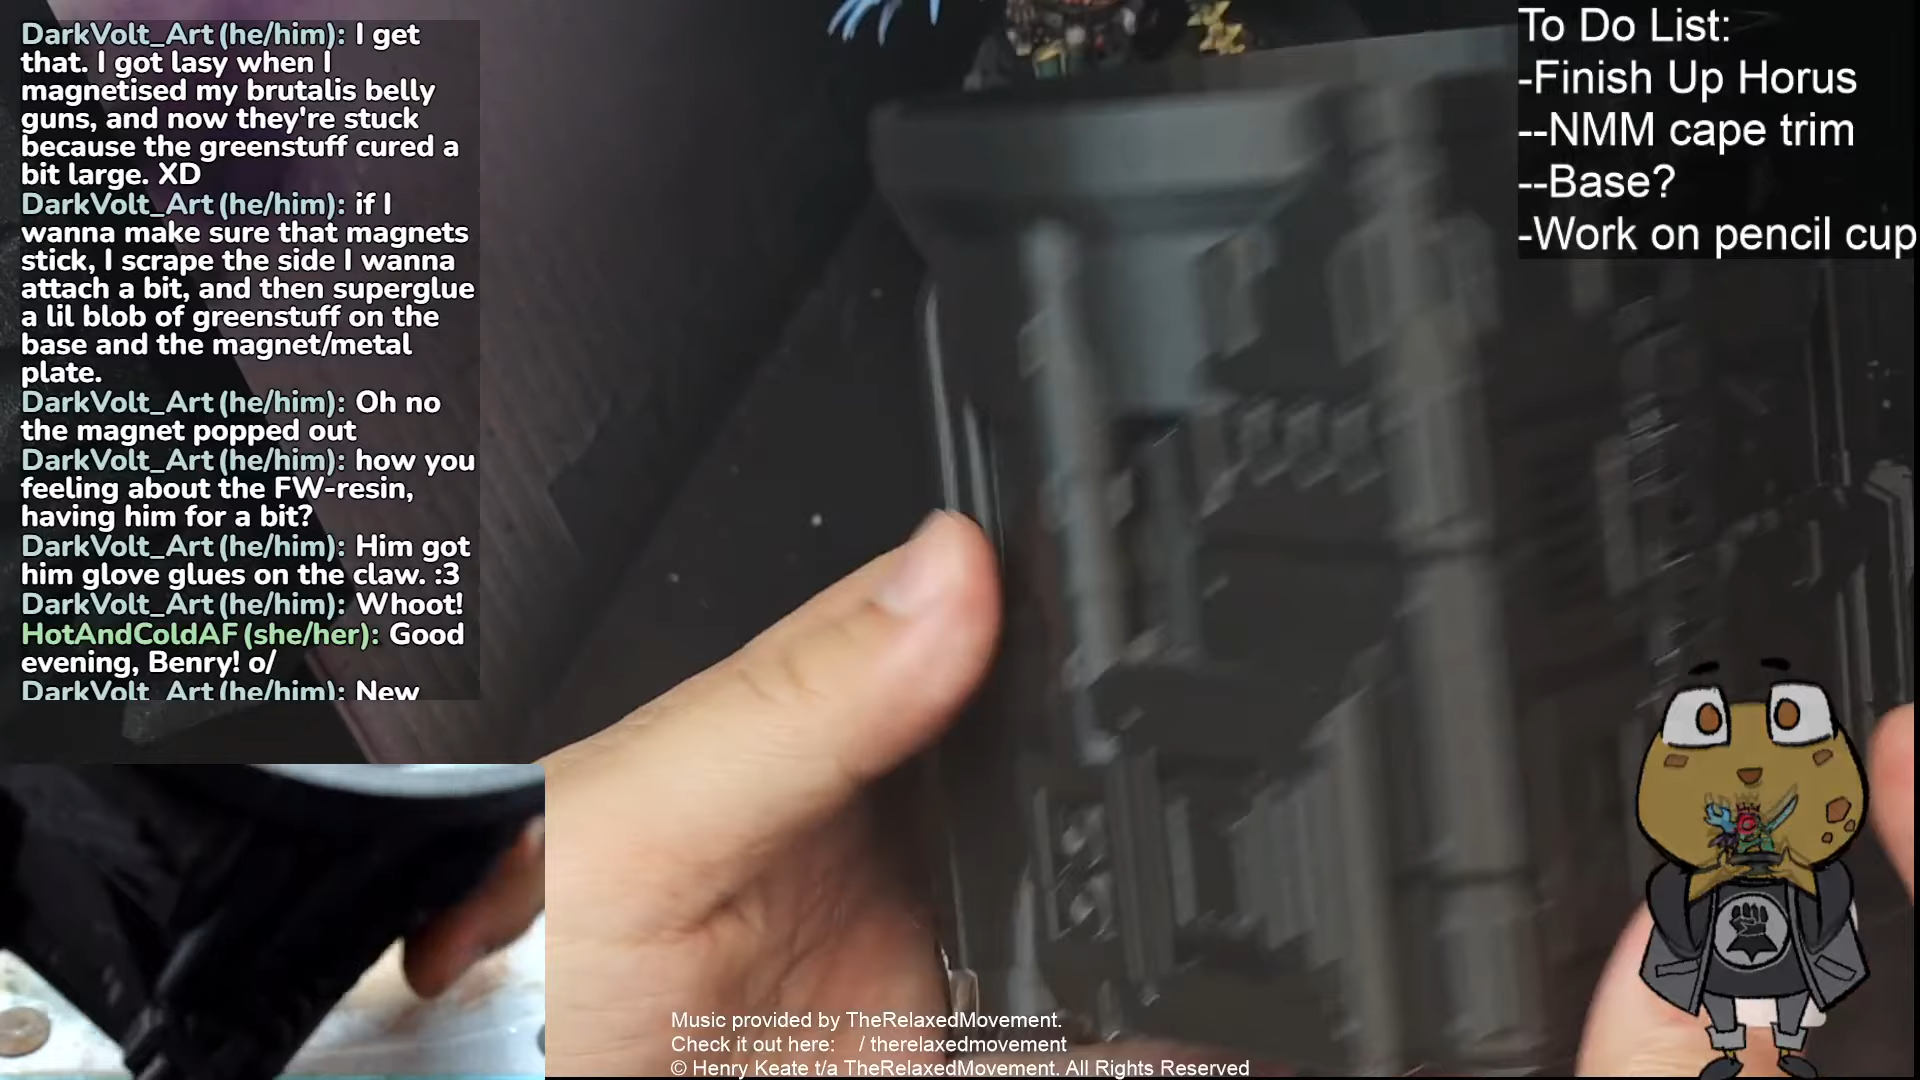 DarkVolt_Art (he/him): I get
that. I got lasy when I
magnetised my brutalis belly
guns, and now they're stuck
because the greenstuff cured a
bit large. XD
DarkVolt_Art (he/him): if I
wanna make sure that magnets
stick, I scrape the side I wanna
attach a bit, and then superglue
a lil blob of greenstuff on the
base and the magnet/metal
plate.
DarkVolt_Art (he/him): Oh no
the magnet popped out
DarkVolt_Art (he/him): how you
feeling about the FW-resin,
having him for a bit?
DarkVolt_Art (he/him): Him got
him glove glues on the claw. :3
DarkVolt_Art (he/him): Whoot!
HotAndColdAF (she/her): Good
evening, Benry! o/
DarkVolt_Art (he/him): New
To Do List:
-Finish Up Horus
--NMM cape trim
--Base?
-Work on pencil cup
Music provided by TheRelaxedMovement.
Check it out here: / therelaxedmovement
© Henry Keate t/a TheRelaxedMovement. All Rights Reserved